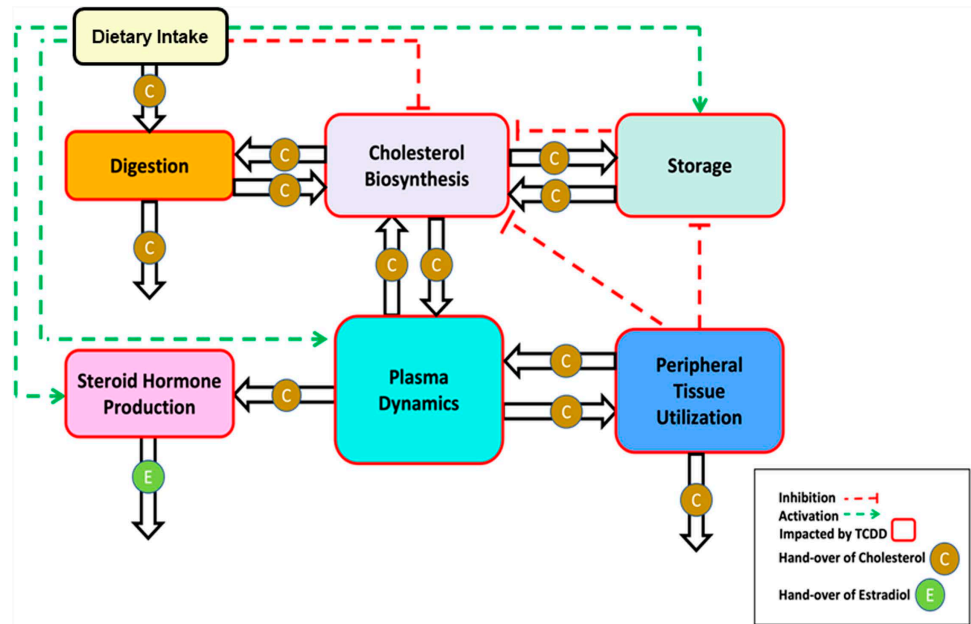 Dietary Intake
C
Digestion
C
C
Cholesterol
Biosynthesis
C
C
Storage
C
C
C
Steroid Hormone
Production
C
Plasma
Dynamics
C
C
Peripheral
Tissue
Utilization
E
C
Inhibition
Activation
Impacted by TCDD
Hand-over of Cholesterol C
Hand-over of Estradiol E